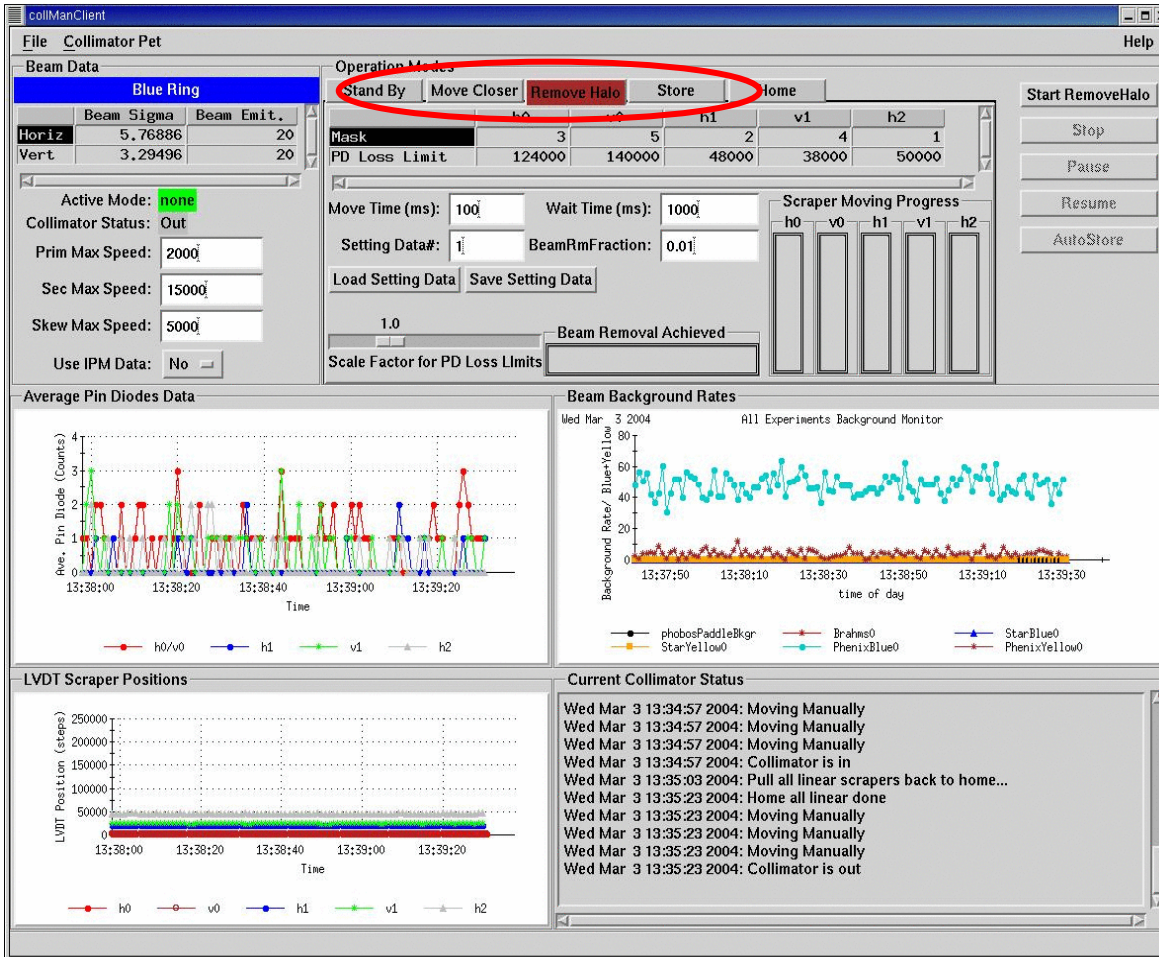 collManClient
File Collimator Pet Help
Beam Data
Blue Ring
Beam Sigma Beam Emit.
Horiz 5.76886 20
Vert 3.29496 20
Active Mode: none
Collimator Status: Out
Prim Max Speed: 2000
Sec Max Speed: 15000
Skew Max Speed: 5000
Use IPM Data: No
Operation Modes
Stand By Move Closer Remove Halo Store Home
h0 v0 h1 v1 h2
Mask 3 5 2 4 1
PD Loss Limit 124000 140000 48000 38000 50000
Move Time (ms): 100 Wait Time (ms): 1000
Setting Data#: 1 BeamRmFraction: 0.01
Load Setting Data Save Setting Data
1.0
Scale Factor for PD Loss LImits
Beam Removal Achieved
Scraper Moving Progress
h0 v0 h1 v1 h2
Start RemoveHalo
Stop
Pause
Resume
AutoStore
Average Pin Diodes Data
Ave. Pin Diode (Counts)
4
3
2
1
0
13:38:00 13:38:20 13:38:40 13:39:00 13:39:20
Time
h0/v0 h1 v1 h2
Beam Background Rates
Wed Mar 3 2004 All Experiments Background Monitor
Background Rate/ Blue+Yellow
80
60
40
20
0
13:37:50 13:38:10 13:38:30 13:38:50 13:39:10 13:39:30
time of day
phobosPaddleBkgr Brahms0 StarBlue0
StarYellow0 PhenixBlue0 PhenixYellow0
LVDT Scraper Positions
LVDT Position (steps)
250000
200000
150000
100000
50000
0
13:38:00 13:38:20 13:38:40 13:39:00 13:39:20
Time
h0 v0 h1 v1 h2
Current Collimator Status
Wed Mar 3 13:34:57 2004: Moving Manually
Wed Mar 3 13:34:57 2004: Moving Manually
Wed Mar 3 13:34:57 2004: Moving Manually
Wed Mar 3 13:34:57 2004: Collimator is in
Wed Mar 3 13:35:03 2004: Pull all linear scrapers back to home...
Wed Mar 3 13:35:23 2004: Home all linear done
Wed Mar 3 13:35:23 2004: Moving Manually
Wed Mar 3 13:35:23 2004: Moving Manually
Wed Mar 3 13:35:23 2004: Moving Manually
Wed Mar 3 13:35:23 2004: Collimator is out